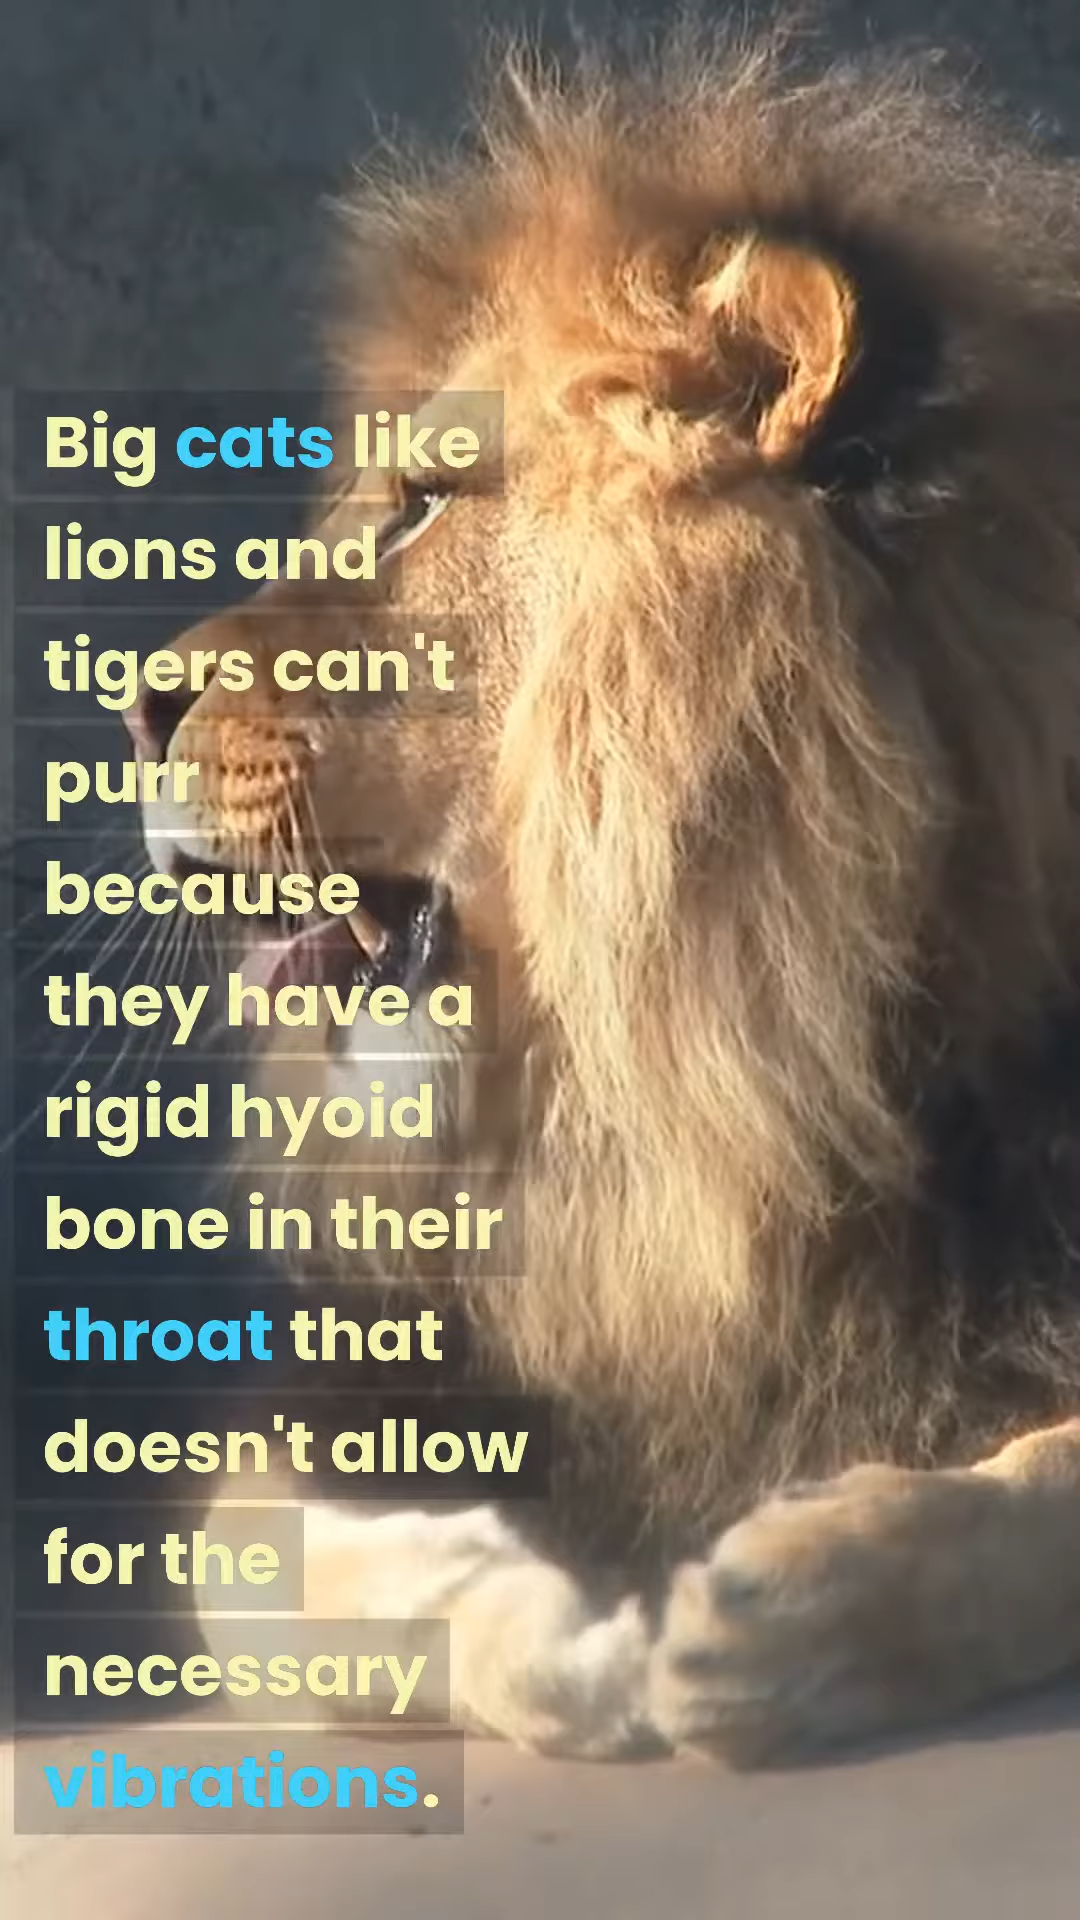 Big cats like
lions and
tigers can't
purr
because
they have a
rigid hyoid
bone in their
throat that
doesn't allow
for the
necessary
vibrations.